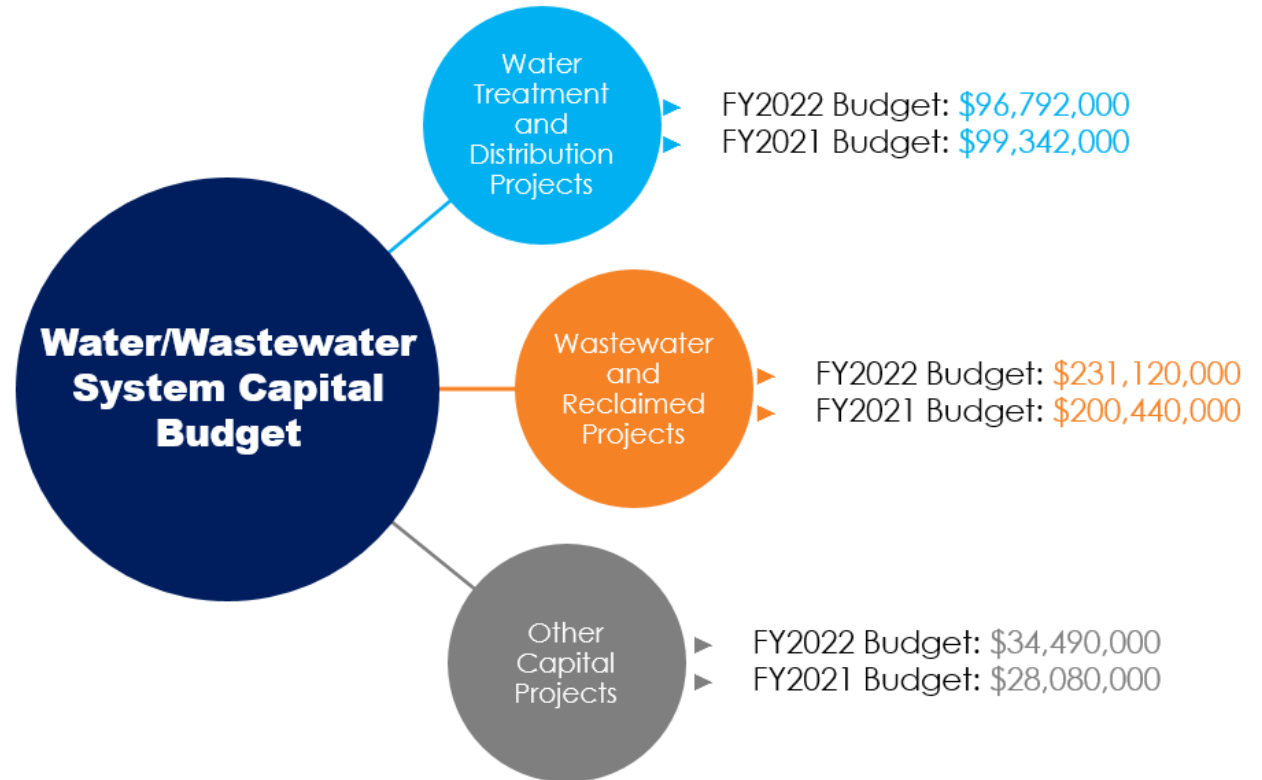 Water/Wastewater
System Capital
Budget
Water
Treatment
and
Distribution
Projects
FY2022 Budget: $96,792,000
FY2021 Budget: $99,342,000
Wastewater
and
Reclaimed
Projects
FY2022 Budget: $231,120,000
FY2021 Budget: $200,440,000
Other
Capital
Projects
FY2022 Budget: $34,490,000
FY2021 Budget: $28,080,000